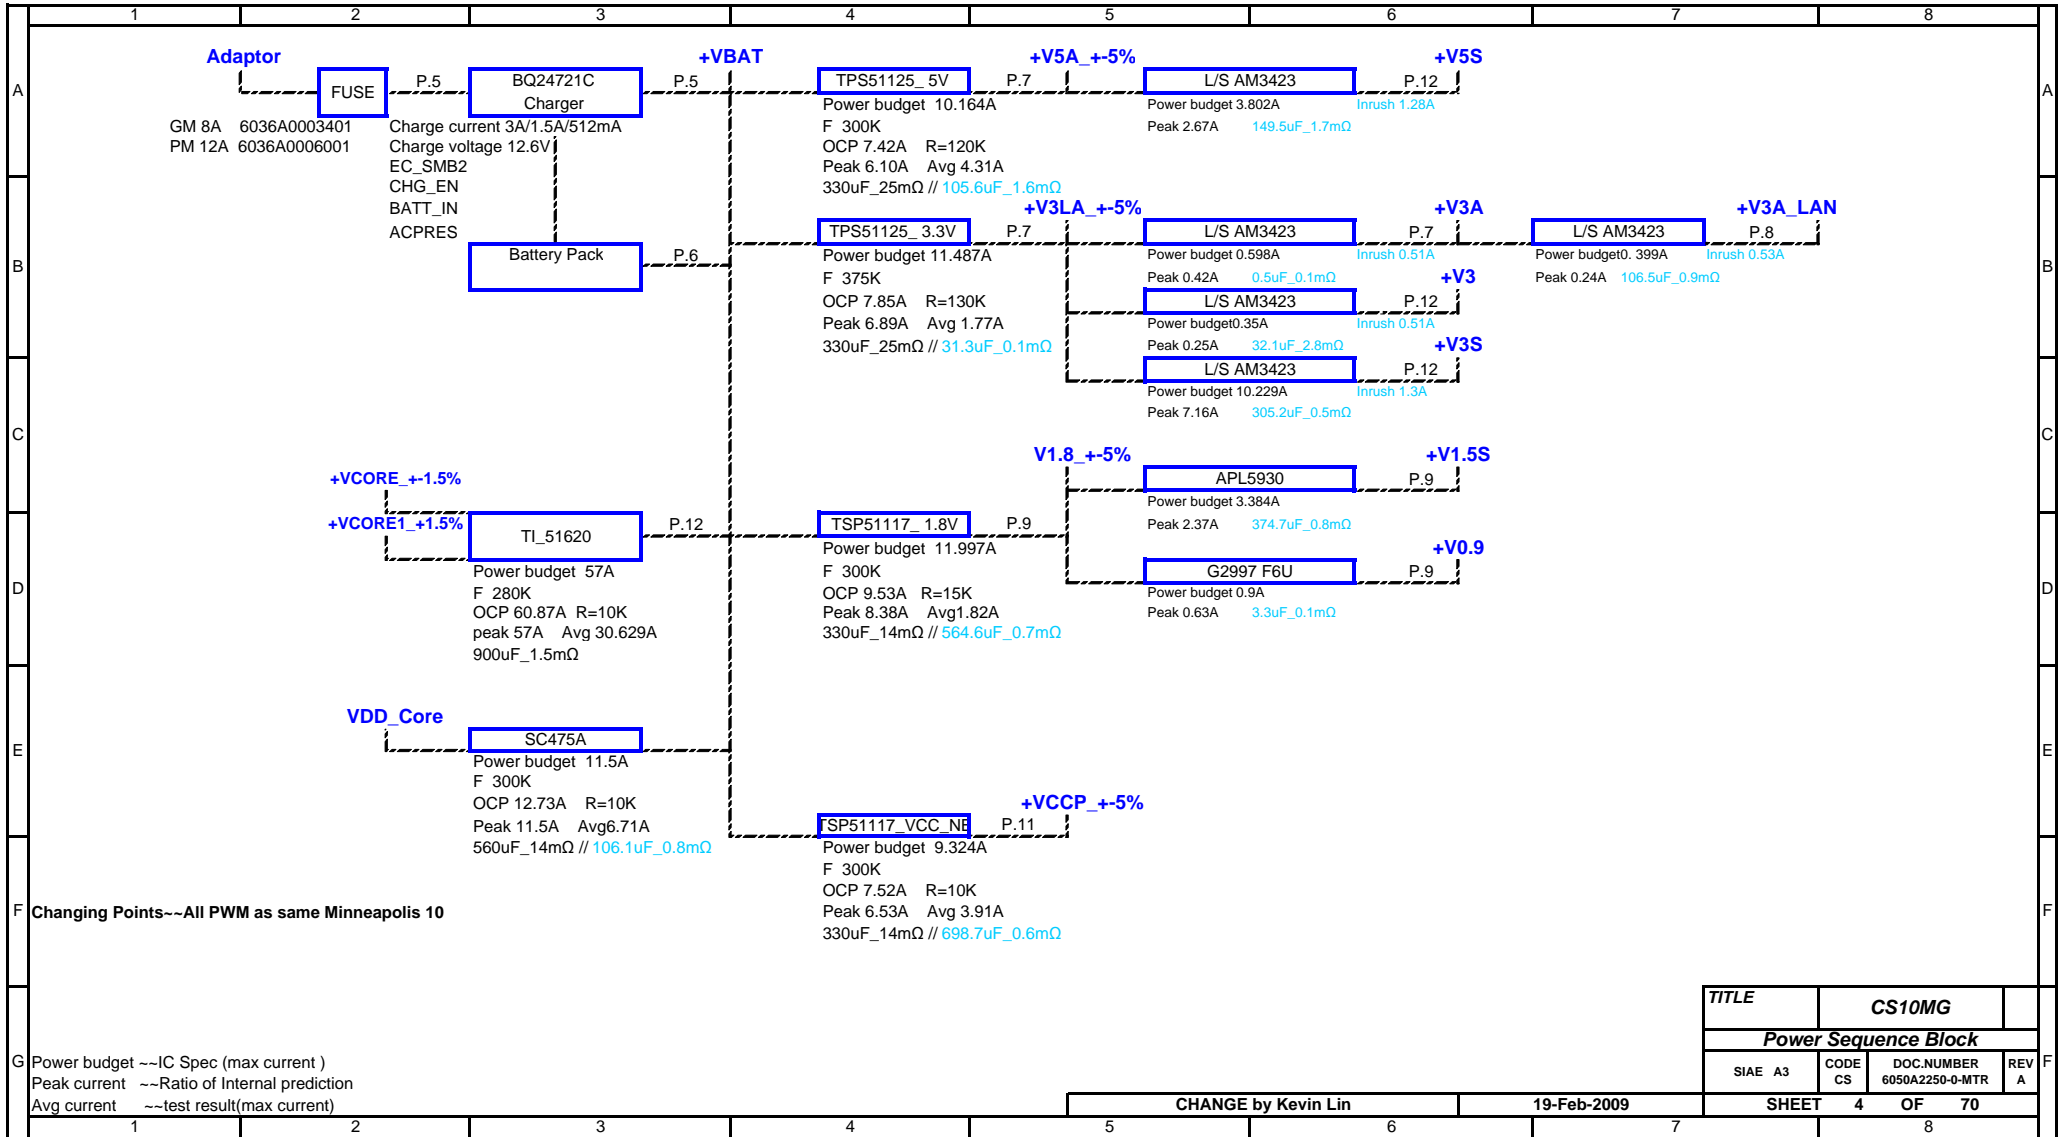 1 2 3 4 5 6 7 8
Adaptor +VBAT +V5A_+-5% +V5S
A FUSE P.5 BQ24721C P.5 TPS51125_ 5V P.7 L/S AM3423 P.12 A
Charger
Power budget 10.164A Power budget 3.802A Inrush 1.28A
GM 8A 6036A0003401 Charge current 3A/1.5A/512mA F 300K Peak 2.67A 149.5uF_1.7mΩ
PM 12A 6036A0006001 Charge voltage 12.6V OCP 7.42A R=120K
EC_SMB2 Peak 6.10A Avg 4.31A
CHG_EN 330uF_25mΩ // 105.6uF_1.6mΩ
BATT_IN +V3LA_+-5% +V3A +V3A_LAN
ACPRES TPS51125_ 3.3V P.7 L/S AM3423 P.7 L/S AM3423 P.8
B Battery Pack P.6 Power budget 11.487A Power budget 0.598A Inrush 0.51A Power budget0. 399A Inrush 0.53A B
F 375K Peak 0.42A 0.5uF_0.1mΩ +V3 Peak 0.24A 106.5uF_0.9mΩ
OCP 7.85A R=130K L/S AM3423 P.12
Peak 6.89A Avg 1.77A Power budget0.35A Inrush 0.51A
330uF_25mΩ // 31.3uF_0.1mΩ Peak 0.25A 32.1uF_2.8mΩ +V3S
L/S AM3423 P.12
Power budget 10.229A Inrush 1.3A
Peak 7.16A 305.2uF_0.5mΩ
C C
V1.8_+-5% +V1.5S
+VCORE_+-1.5% APL5930 P.9
Power budget 3.384A
+VCORE1_+1.5% TI_51620 P.12 TSP51117_ 1.8V P.9 Peak 2.37A 374.7uF_0.8mΩ
Power budget 11.997A +V0.9
D Power budget 57A F 300K G2997 F6U P.9 D
F 280K OCP 9.53A R=15K Power budget 0.9A
OCP 60.87A R=10K Peak 8.38A Avg1.82A Peak 0.63A 3.3uF_0.1mΩ
peak 57A Avg 30.629A 330uF_14mΩ // 564.6uF_0.7mΩ
900uF_1.5mΩ
VDD_Core
E SC475A E
Power budget 11.5A
F 300K
OCP 12.73A R=10K +VCCP_+-5%
Peak 11.5A Avg6.71A TSP51117_VCC_NB P.11
560uF_14mΩ // 106.1uF_0.8mΩ Power budget 9.324A
F 300K
OCP 7.52A R=10K
F Changing Points~~All PWM as same Minneapolis 10 Peak 6.53A Avg 3.91A F
330uF_14mΩ // 698.7uF_0.6mΩ
TITLE CS10MG
Power Sequence Block
G Power budget ~~IC Spec (max current ) SIAE A3 CODE DOC.NUMBER REV F
Peak current ~~Ratio of Internal prediction CS 6050A2250-0-MTR A
Avg current ~~test result(max current) CHANGE by Kevin Lin 19-Feb-2009 SHEET 4 OF 70
1 2 3 4 5 6 7 8